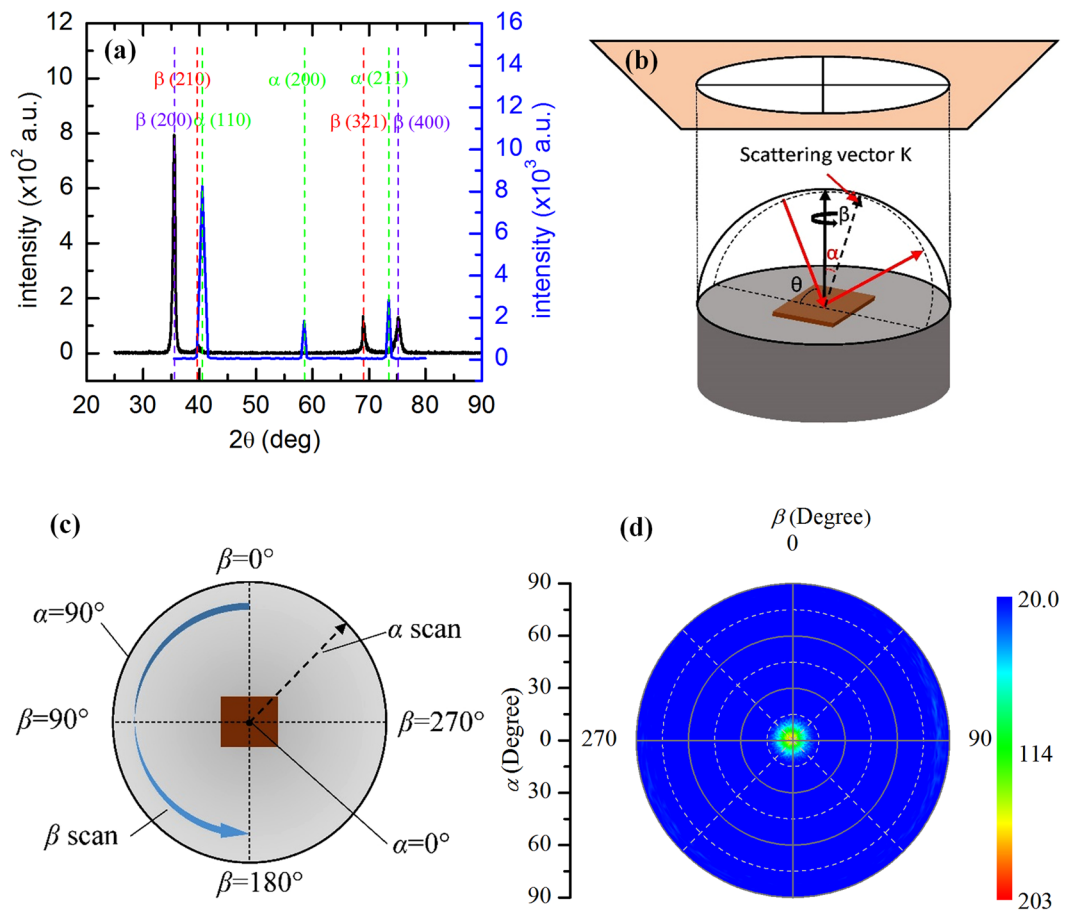 (a)
12
10
8
6
4
2
0
intensity (x10² a.u.)
16
14
12
10
8
6
4
2
0
intensity (x10³ a.u.)
β (210)
α (200)
α (211)
β (200)
α (110)
β (321)
β (400)
20 30 40 50 60 70 80 90
2θ (deg)
(b)
Scattering vector K
β
α
θ
(c)
β=0°
α=90°
α scan
β=90°
β=270°
β scan
α=0°
β=180°
(d)
β (Degree)
0
90
60
30
0
30
60
90
α (Degree)
270
90
20.0
114
203